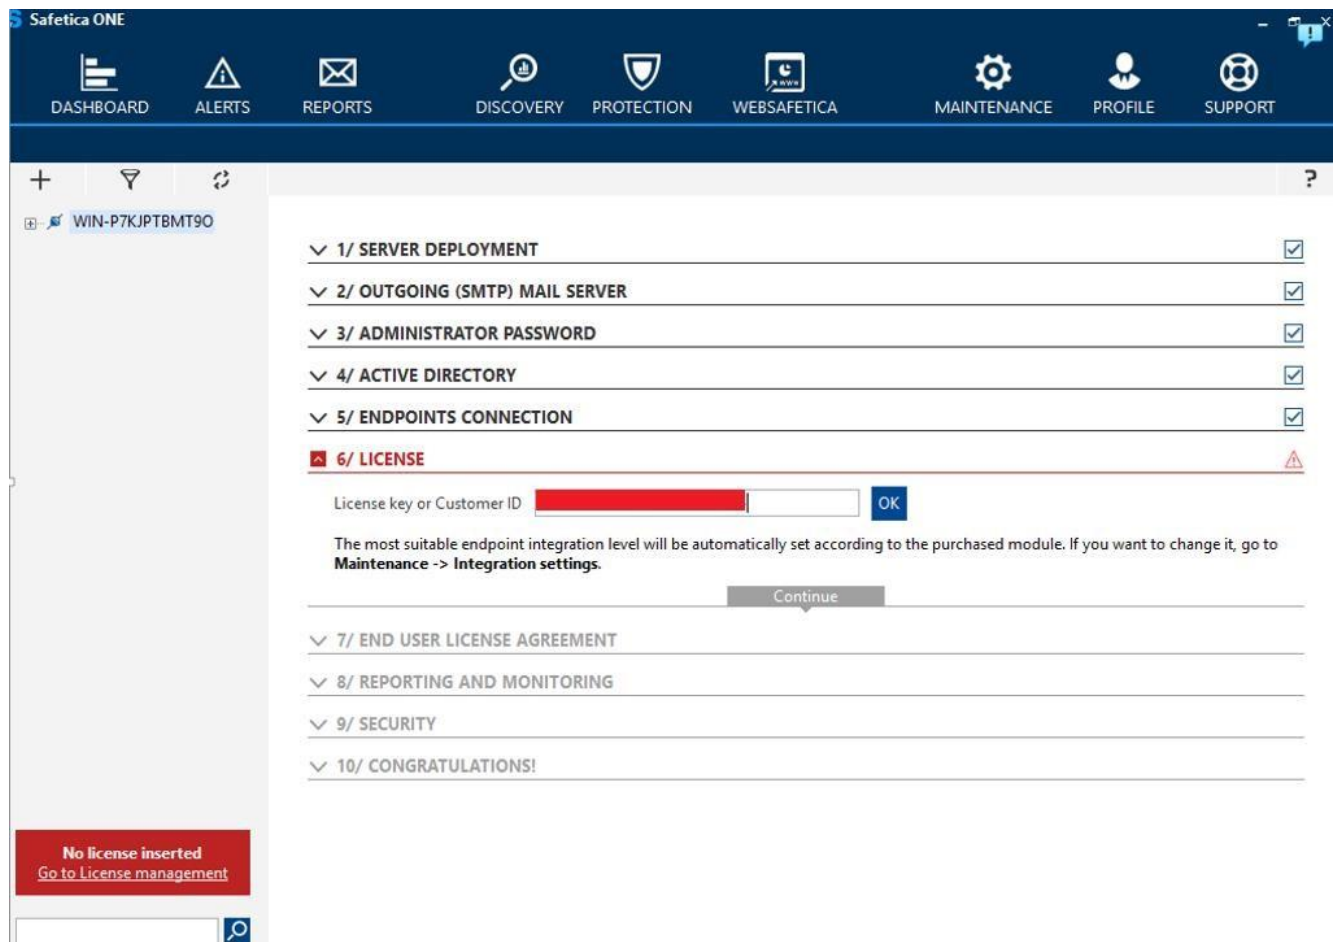 Safetica ONE
DASHBOARD ALERTS REPORTS DISCOVERY PROTECTION WEBSAFETICA MAINTENANCE PROFILE SUPPORT
?
WIN-P7KJPTBMT9O
1/ SERVER DEPLOYMENT
2/ OUTGOING (SMTP) MAIL SERVER
3/ ADMINISTRATOR PASSWORD
4/ ACTIVE DIRECTORY
5/ ENDPOINTS CONNECTION
6/ LICENSE
License key or Customer ID OK
The most suitable endpoint integration level will be automatically set according to the purchased module. If you want to change it, go to
Maintenance -> Integration settings.
Continue
7/ END USER LICENSE AGREEMENT
8/ REPORTING AND MONITORING
9/ SECURITY
10/ CONGRATULATIONS!
No license inserted
Go to License management